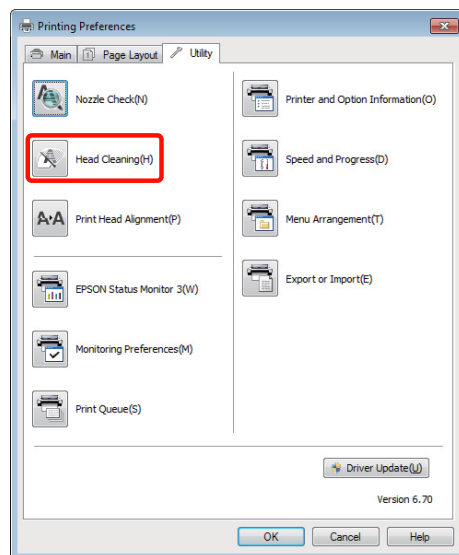 Printing Preferences
Main
Page Layout
Utility
Nozzle Check(N)
Head Cleaning(H)
A▸A
Print Head Alignment(P)
EPSON Status Monitor 3(W)
Monitoring Preferences(M)
Print Queue(S)
Printer and Option Information(O)
Speed and Progress(D)
Menu Arrangement(T)
Export or Import(E)
Driver Update(U)
Version 6.70
OK
Cancel
Help